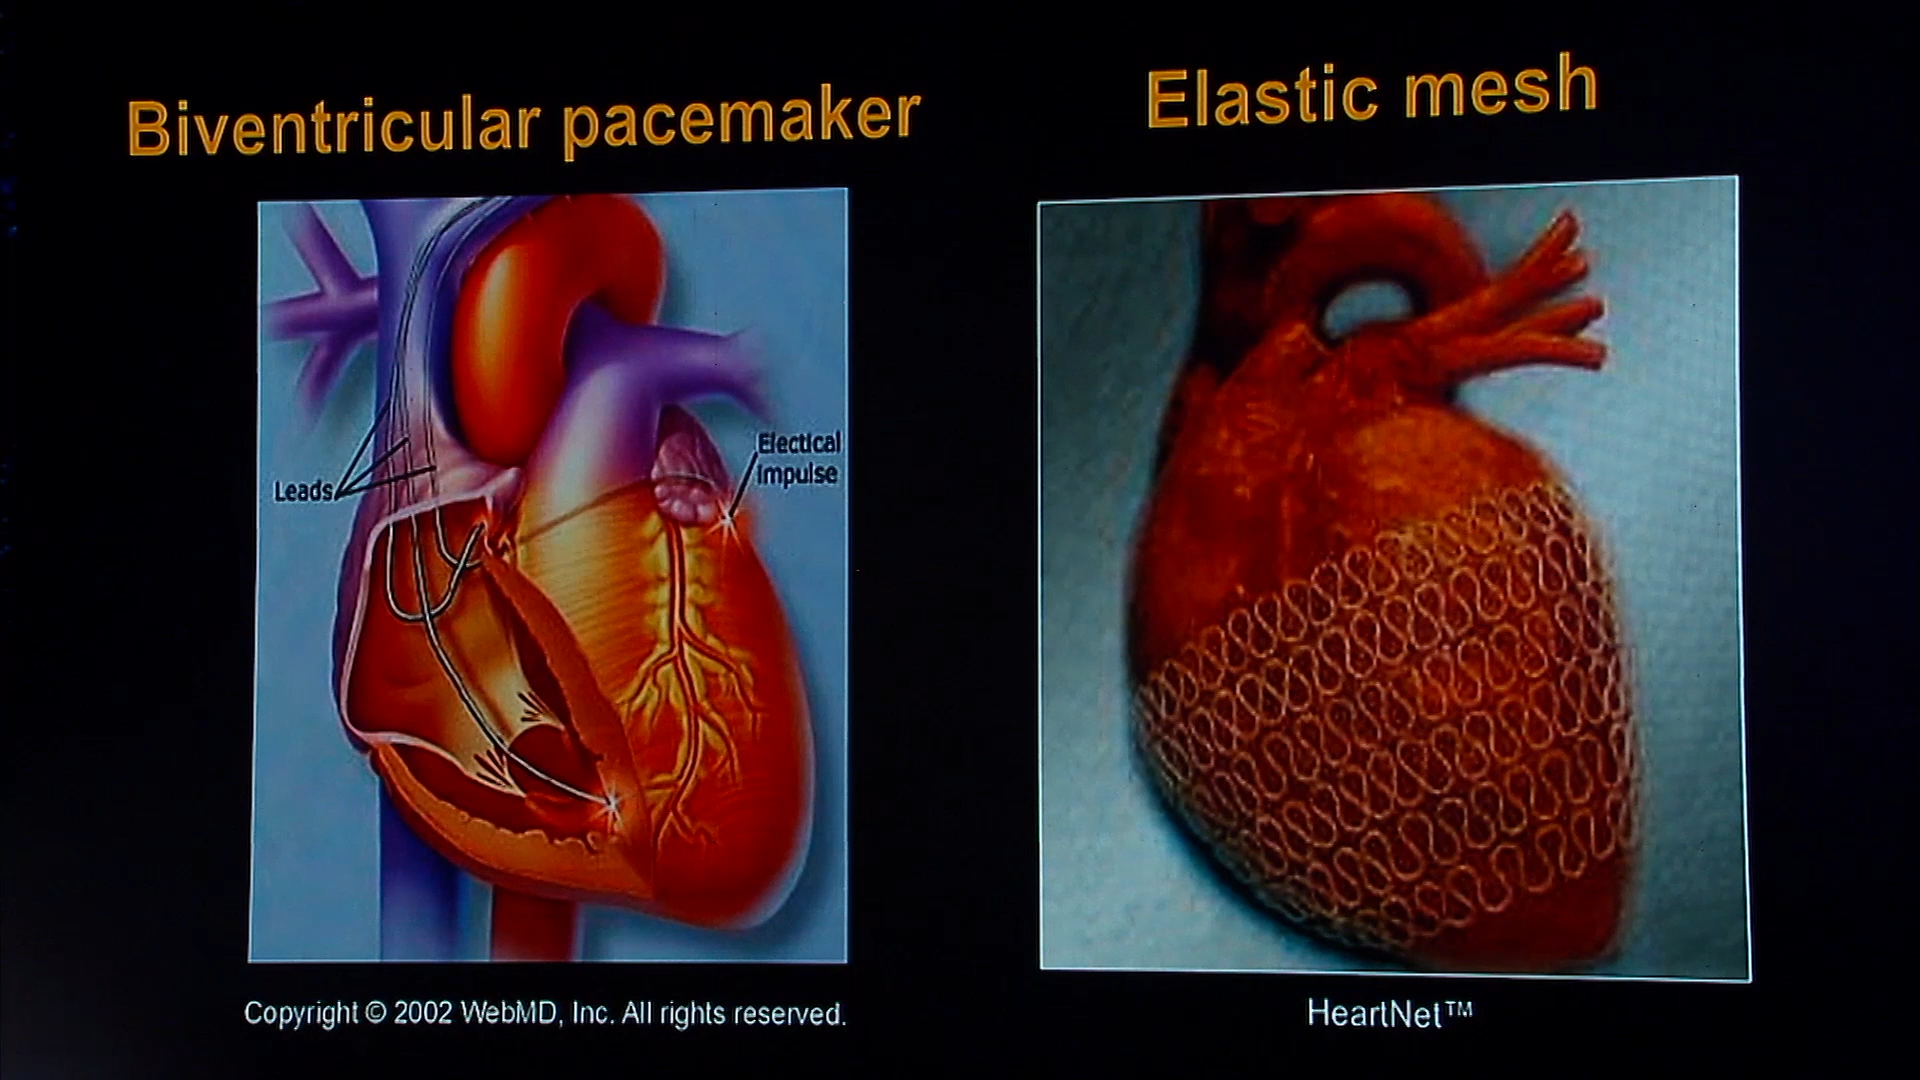 Biventricular pacemaker
Elastic mesh
Leads
Electical
Impulse
Copyright © 2002 WebMD, Inc. All rights reserved.
HeartNet™